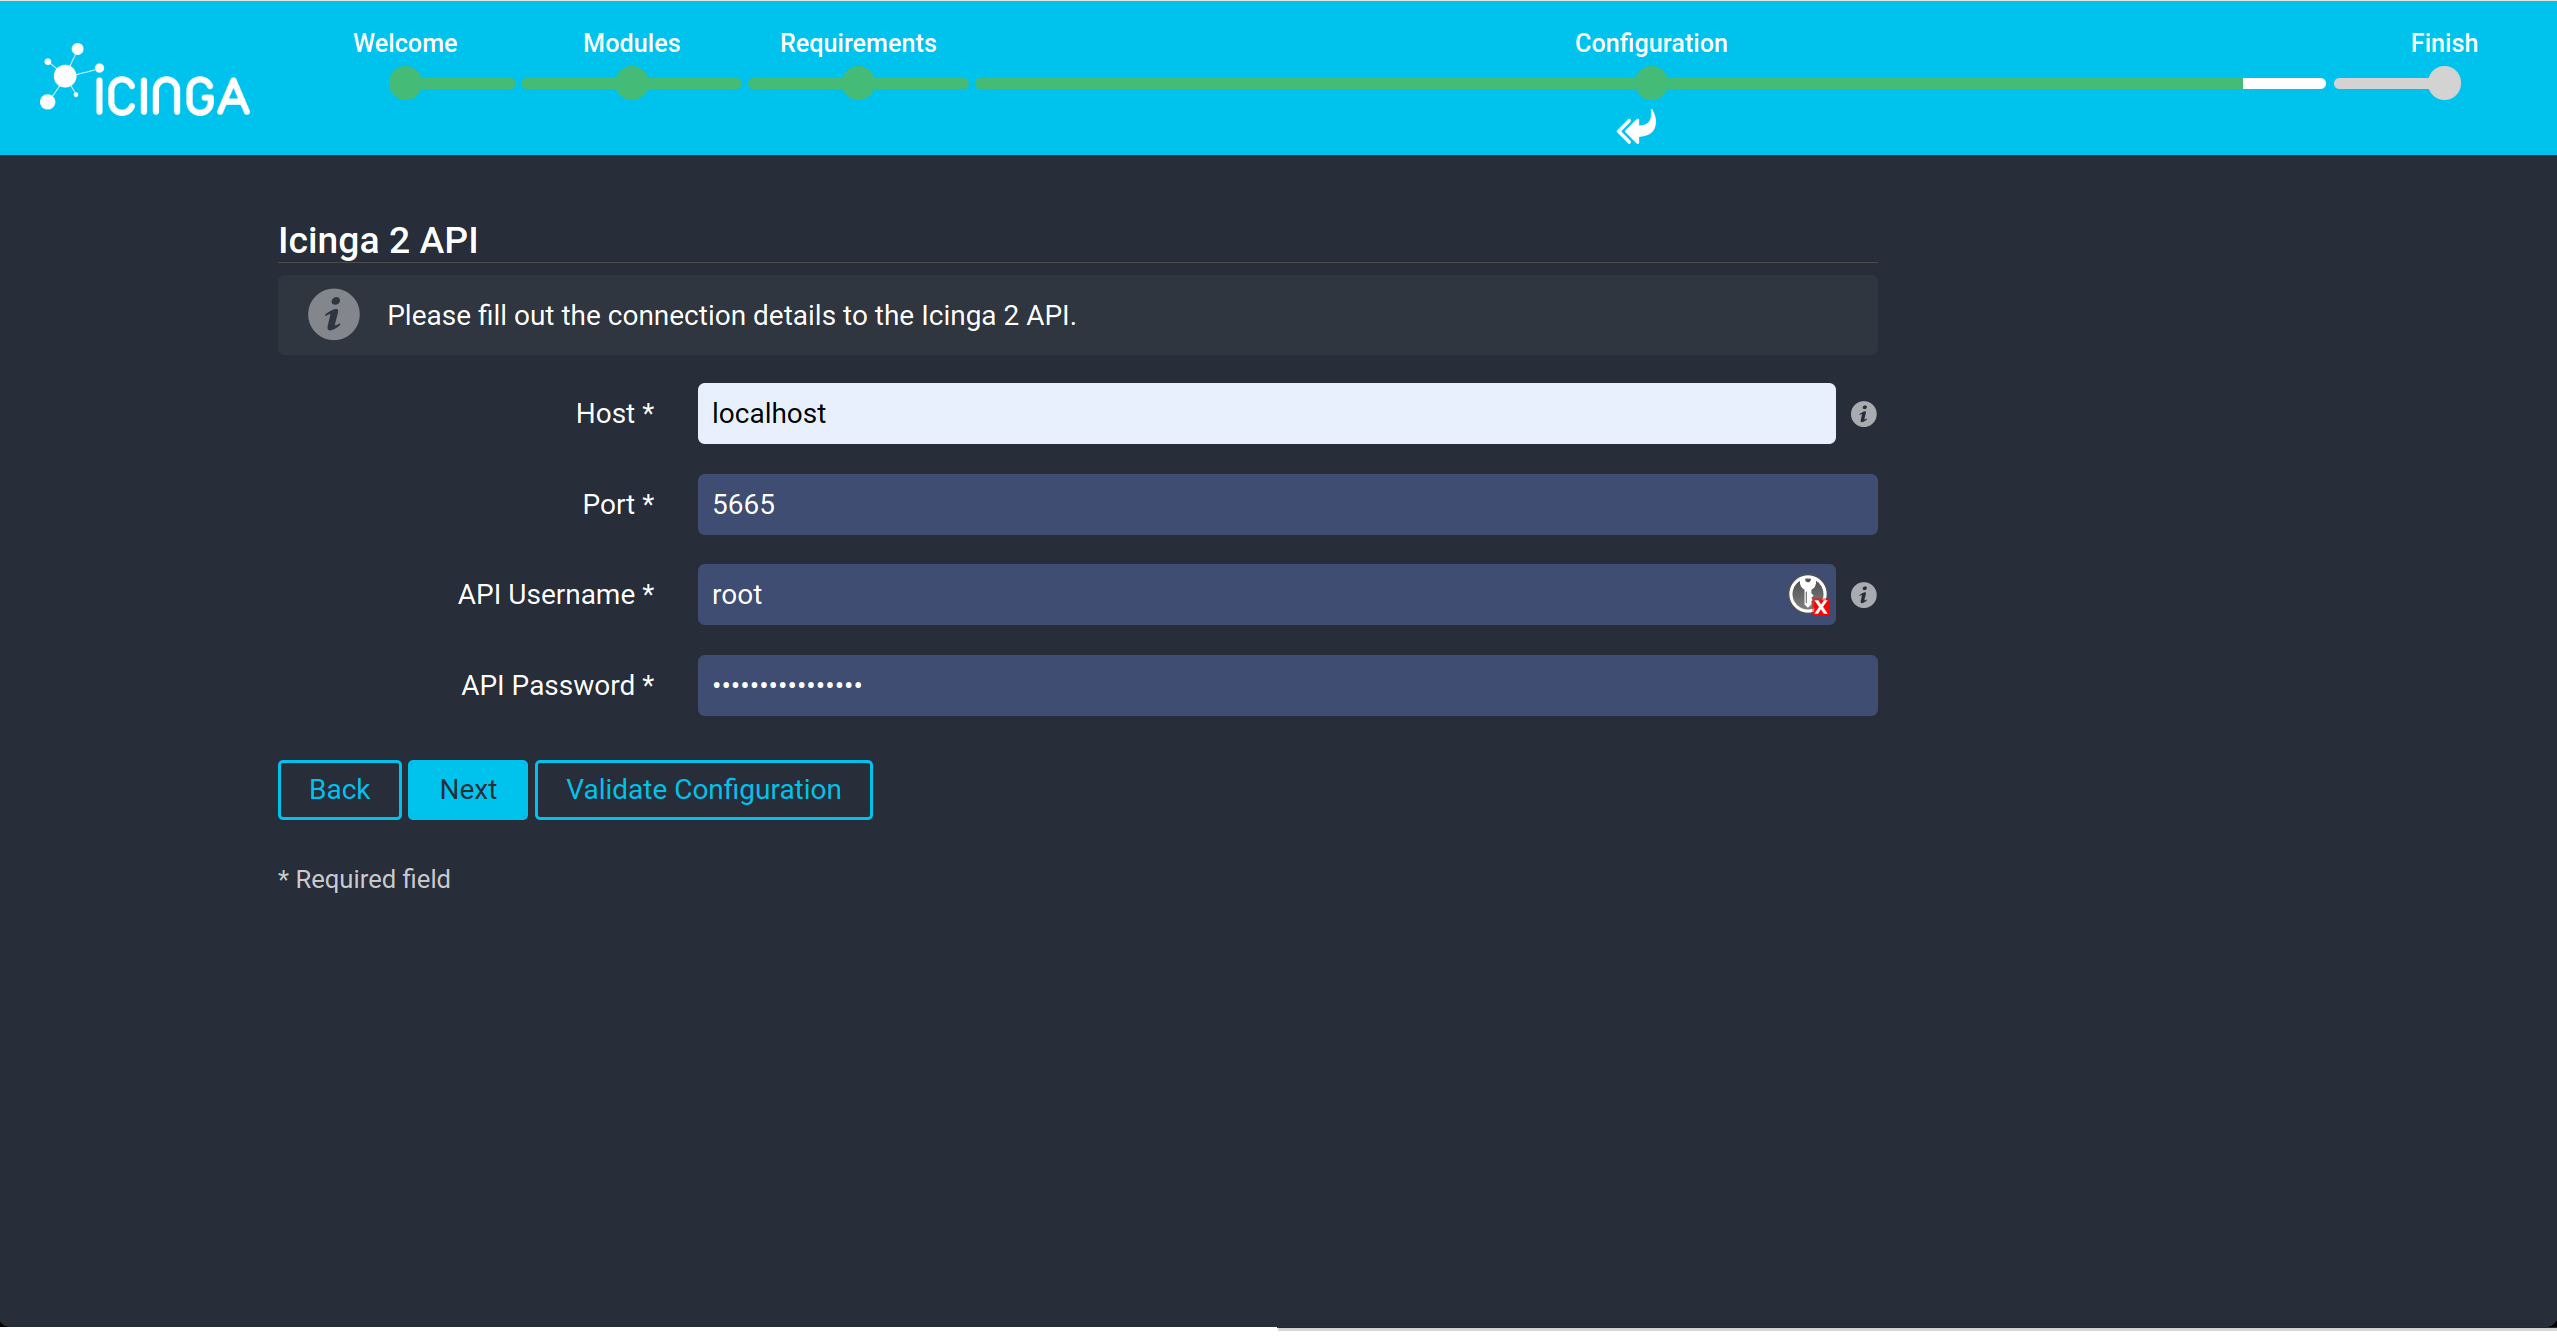 Welcome Modules Requirements Configuration Finish
ICINGA
Icinga 2 API
Please fill out the connection details to the Icinga 2 API.
Host * localhost
Port * 5665
API Username * root
API Password * ••••••••••••••••
Back Next Validate Configuration
* Required field